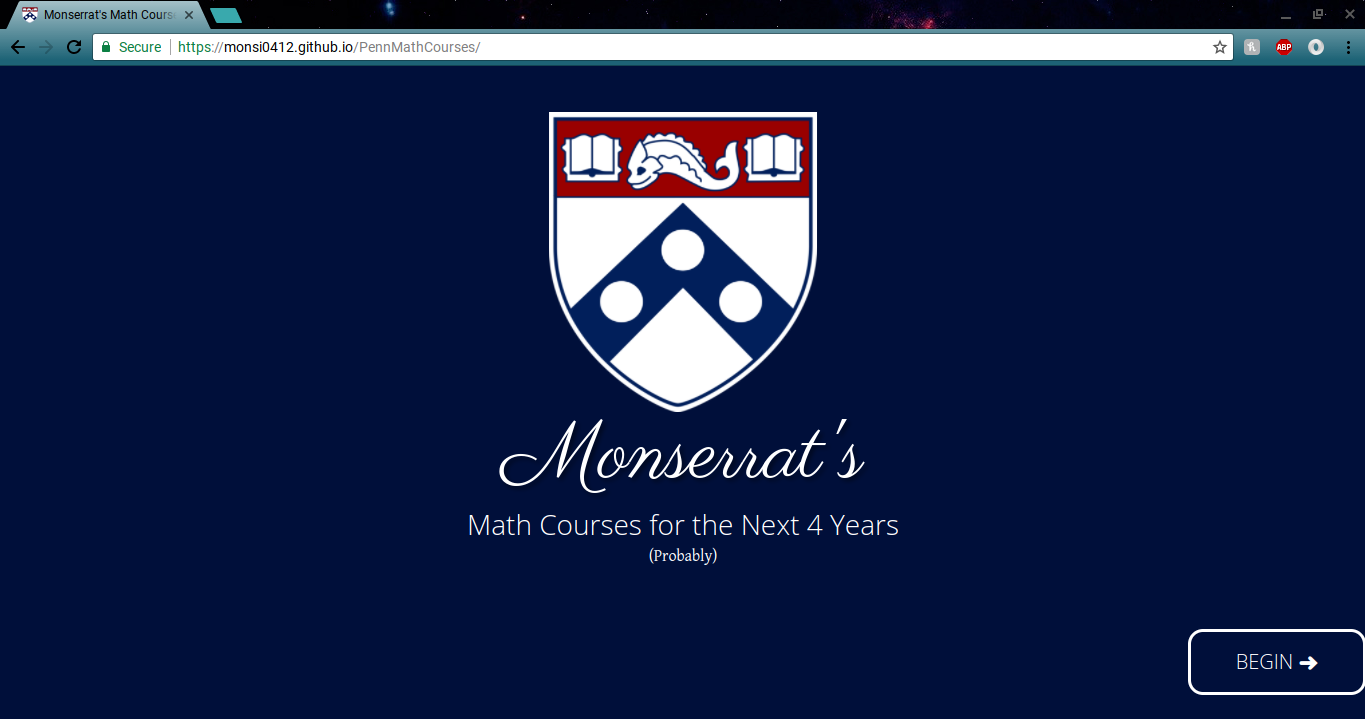 Monserrat's Math Cours
Secure https://monsi0412.github.io/PennMathCourses/
ABP
Monserrat's
Math Courses for the Next 4 Years
(Probably)
BEGIN ➜